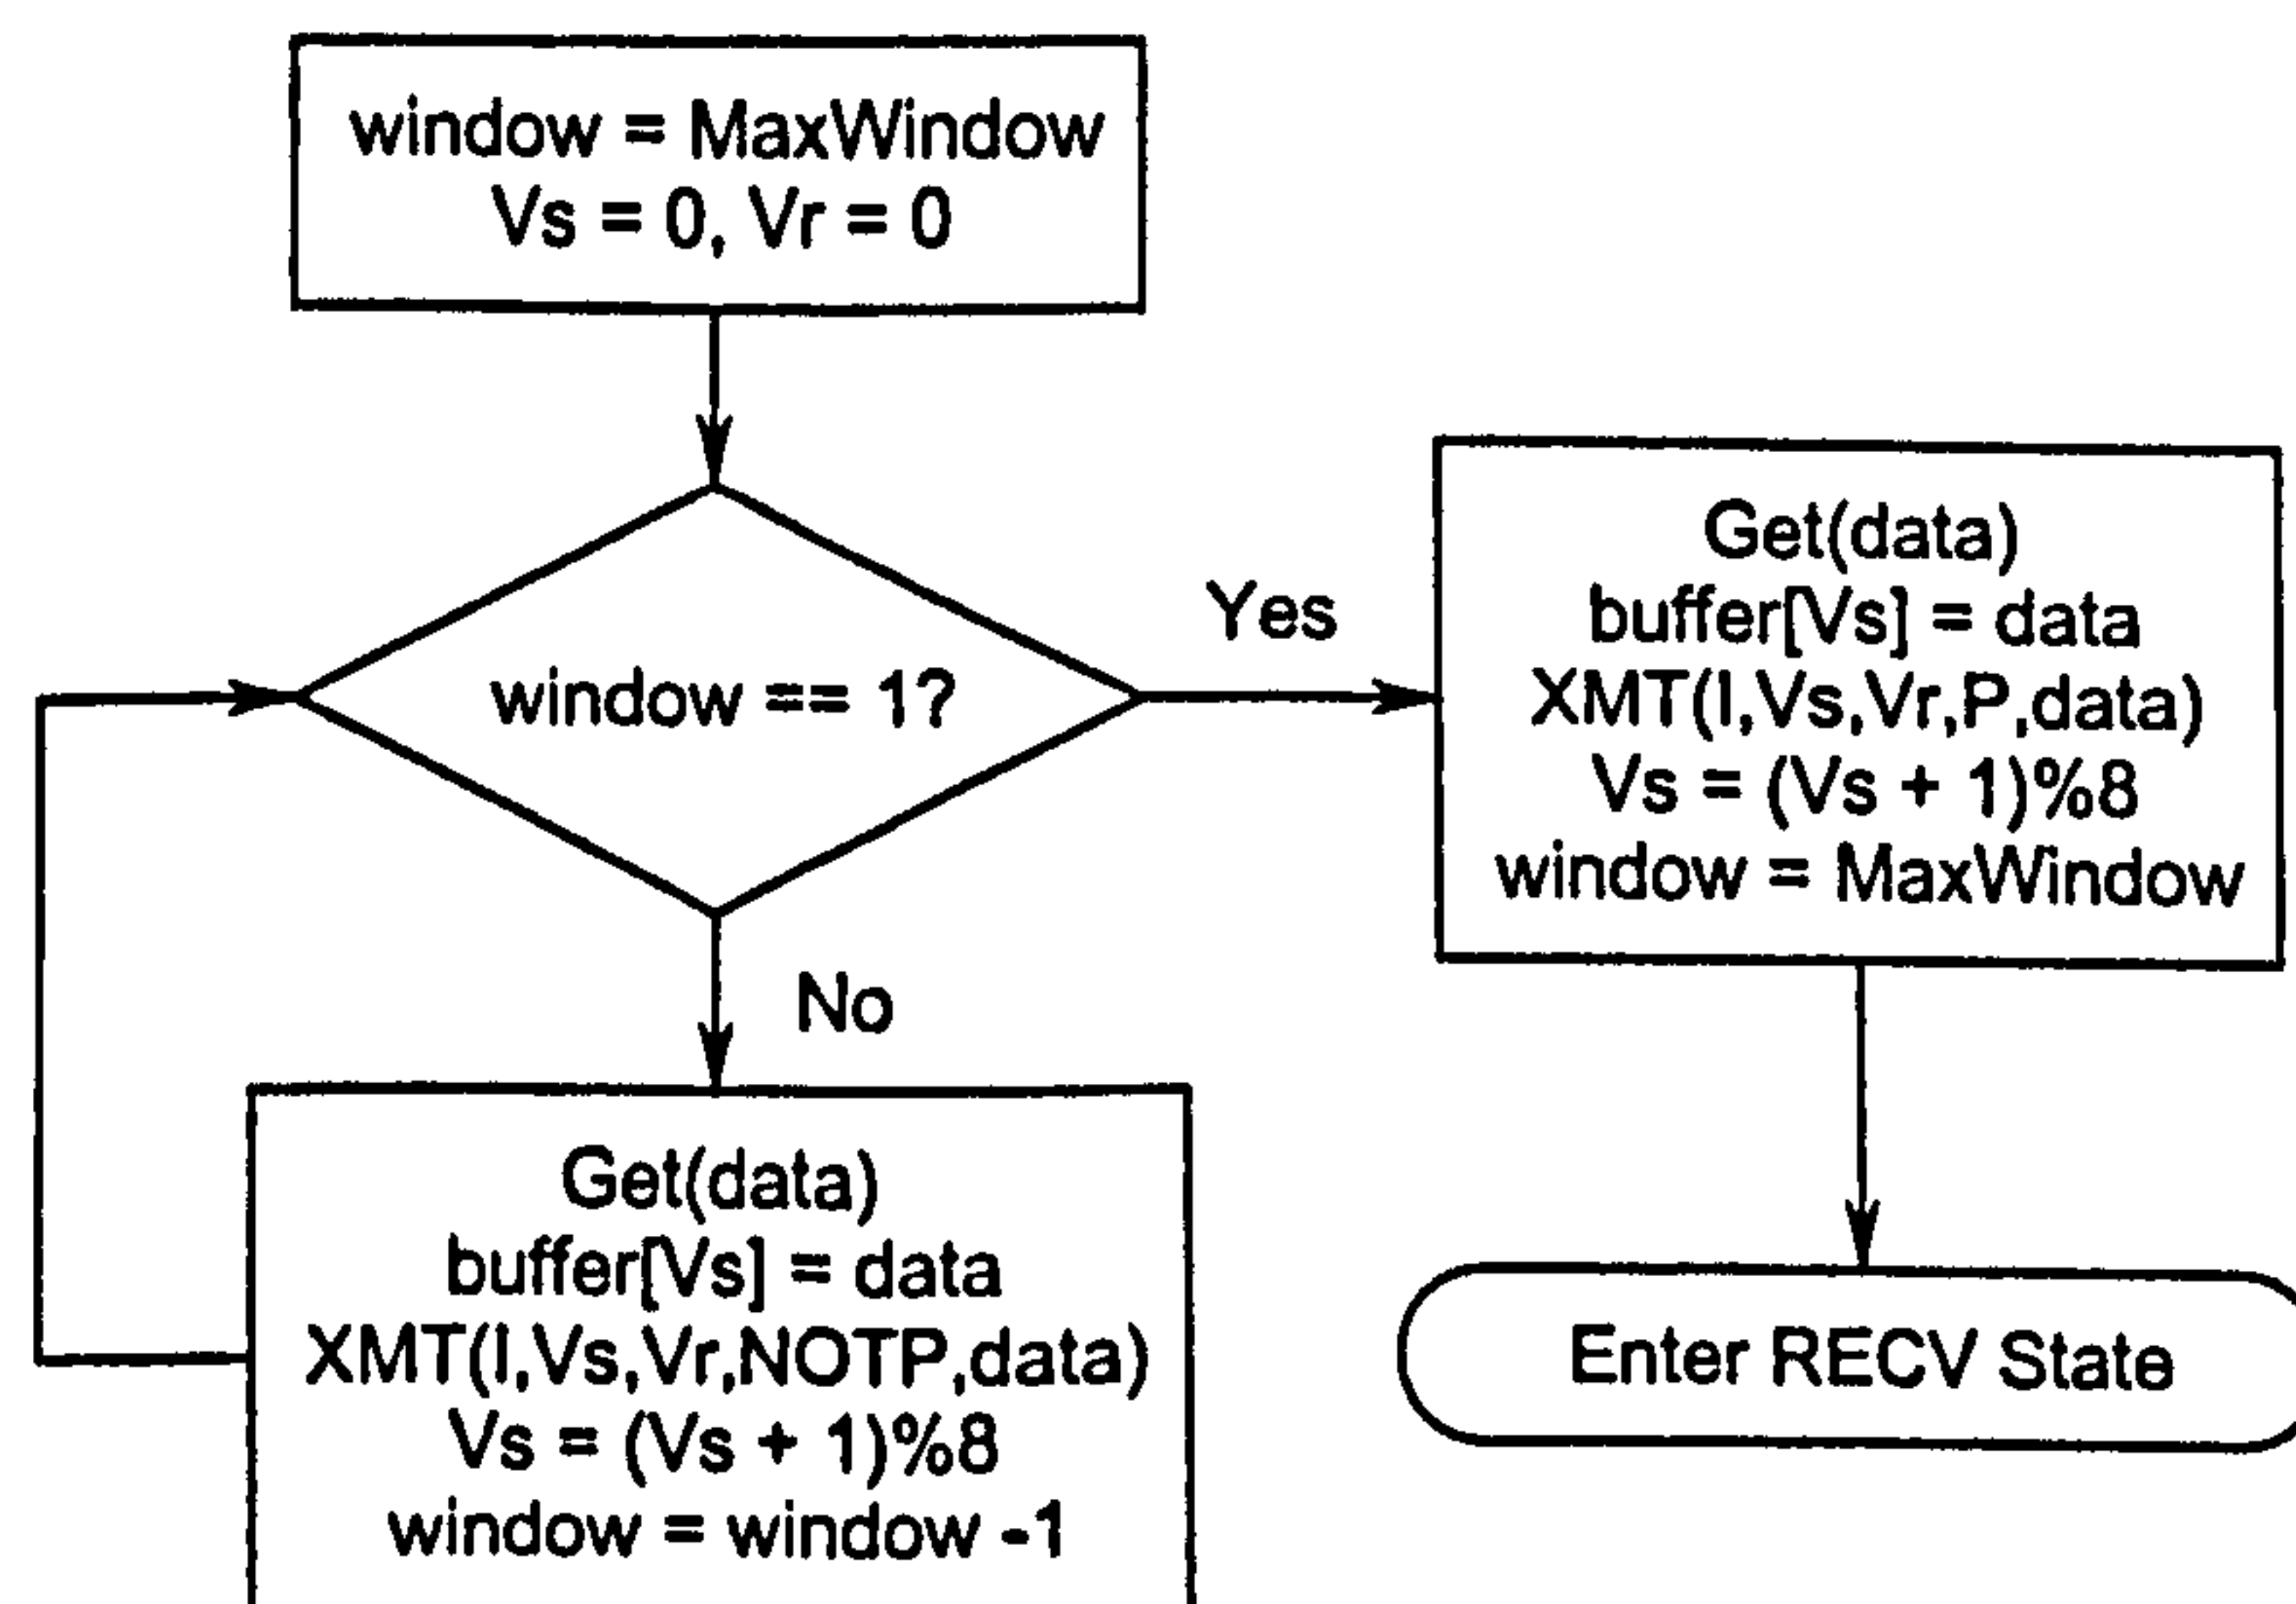 window = MaxWindow
Vs = 0, Vr = 0
window == 1?
Yes
Get(data)
buffer[Vs] = data
XMT(I,Vs,Vr,P,data)
Vs = (Vs + 1)%8
window = MaxWindow
No
Get(data)
buffer[Vs] = data
XMT(I,Vs,Vr,NOTP,data)
Vs = (Vs + 1)%8
window = window -1
Enter RECV State